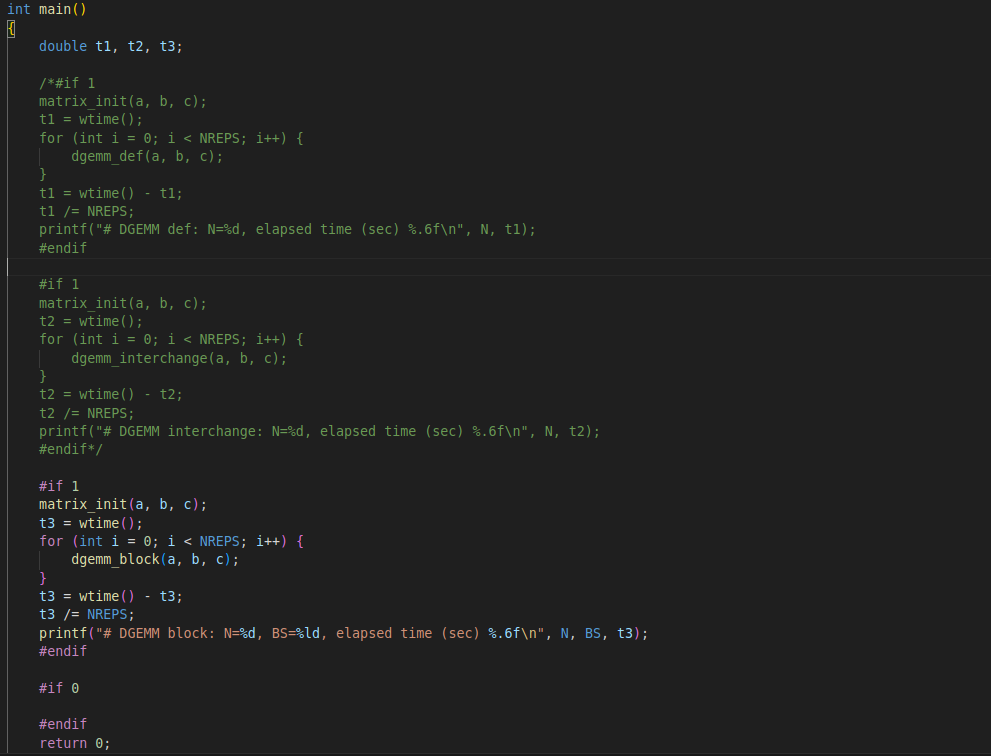 int main()
{
    double t1, t2, t3;

    /*#if 1
    matrix_init(a, b, c);
    t1 = wtime();
    for (int i = 0; i < NREPS; i++) {
        dgemm_def(a, b, c);
    }
    t1 = wtime() - t1;
    t1 /= NREPS;
    printf("# DGEMM def: N=%d, elapsed time (sec) %.6f\n", N, t1);
    #endif

    #if 1
    matrix_init(a, b, c);
    t2 = wtime();
    for (int i = 0; i < NREPS; i++) {
        dgemm_interchange(a, b, c);
    }
    t2 = wtime() - t2;
    t2 /= NREPS;
    printf("# DGEMM interchange: N=%d, elapsed time (sec) %.6f\n", N, t2);
    #endif*/

    #if 1
    matrix_init(a, b, c);
    t3 = wtime();
    for (int i = 0; i < NREPS; i++) {
        dgemm_block(a, b, c);
    }
    t3 = wtime() - t3;
    t3 /= NREPS;
    printf("# DGEMM block: N=%d, BS=%ld, elapsed time (sec) %.6f\n", N, BS, t3);
    #endif

    #if 0

    #endif
    return 0;